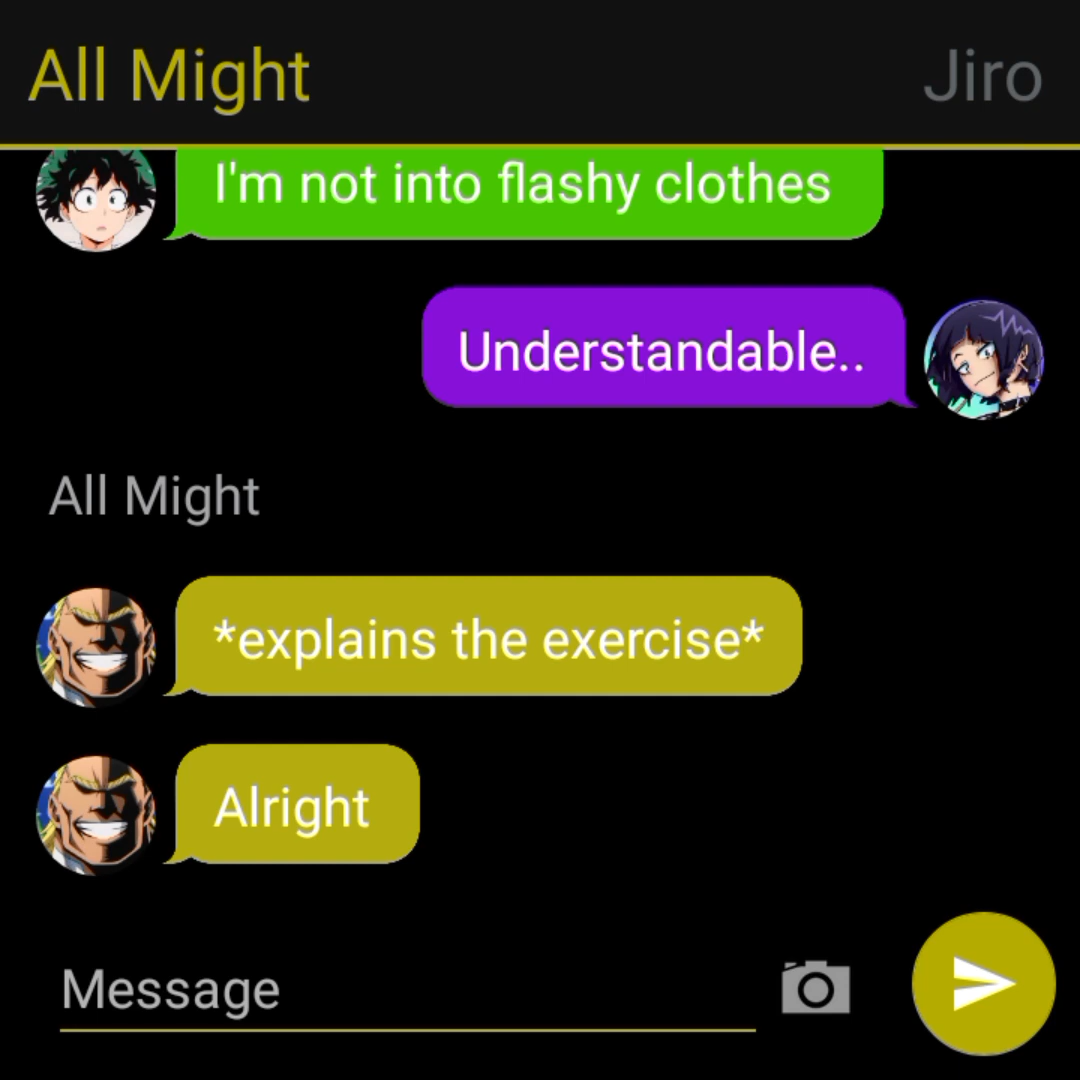 All Might
Jiro
I'm not into flashy clothes
Understandable..
All Might
*explains the exercise*
Alright
Message